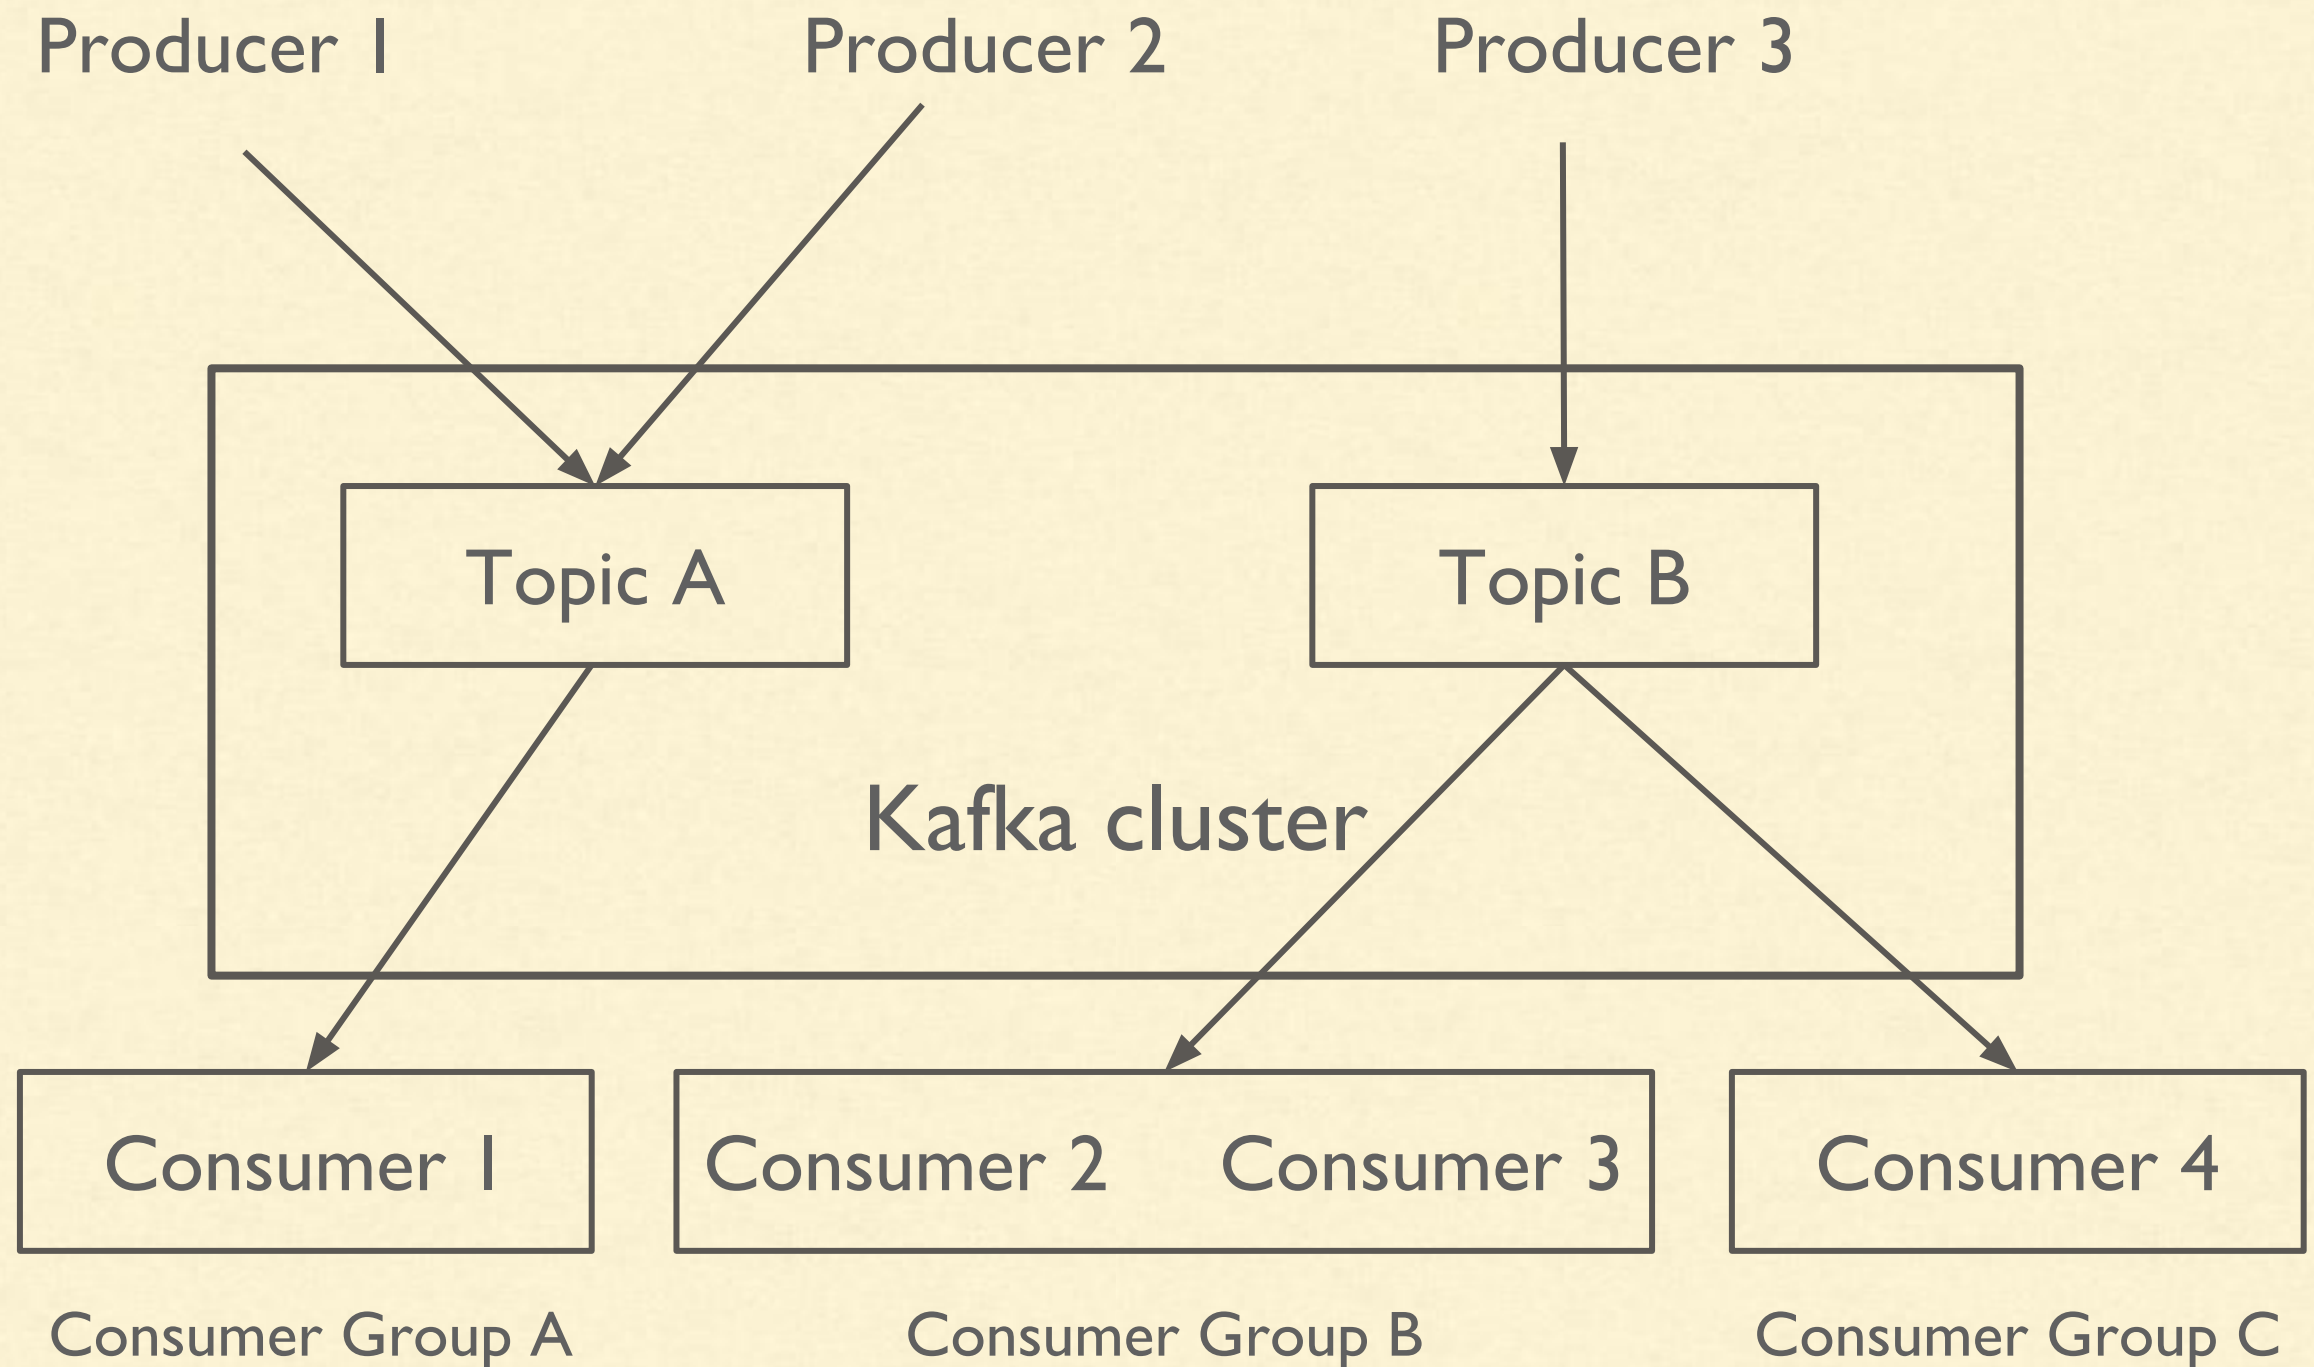 Producer 1
Producer 2
Producer 3
Topic A
Topic B
Kafka cluster
Consumer 1
Consumer 2
Consumer 3
Consumer 4
Consumer Group A
Consumer Group B
Consumer Group C